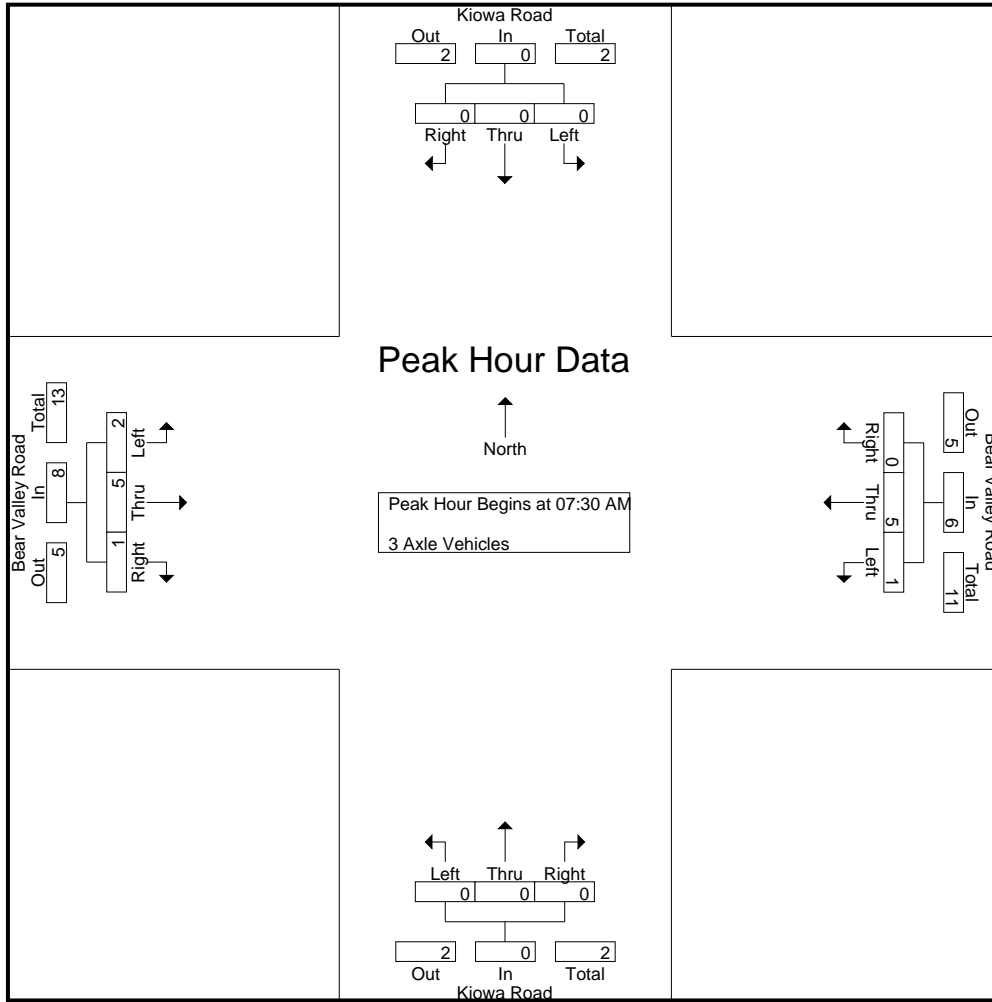 Kiowa Road
Out In Total
2 0 2
0 0 0
Right Thru Left
Peak Hour Data
North
Peak Hour Begins at 07:30 AM
3 Axle Vehicles
Bear Valley Road
Out In Total
5 8 13
1 5 2
Right Thru Left
Bear Valley Road
Out In Total
5 6 11
0 5 1
Right Thru Left
Left Thru Right
0 0 0
2 0 2
Out In Total
Kiowa Road